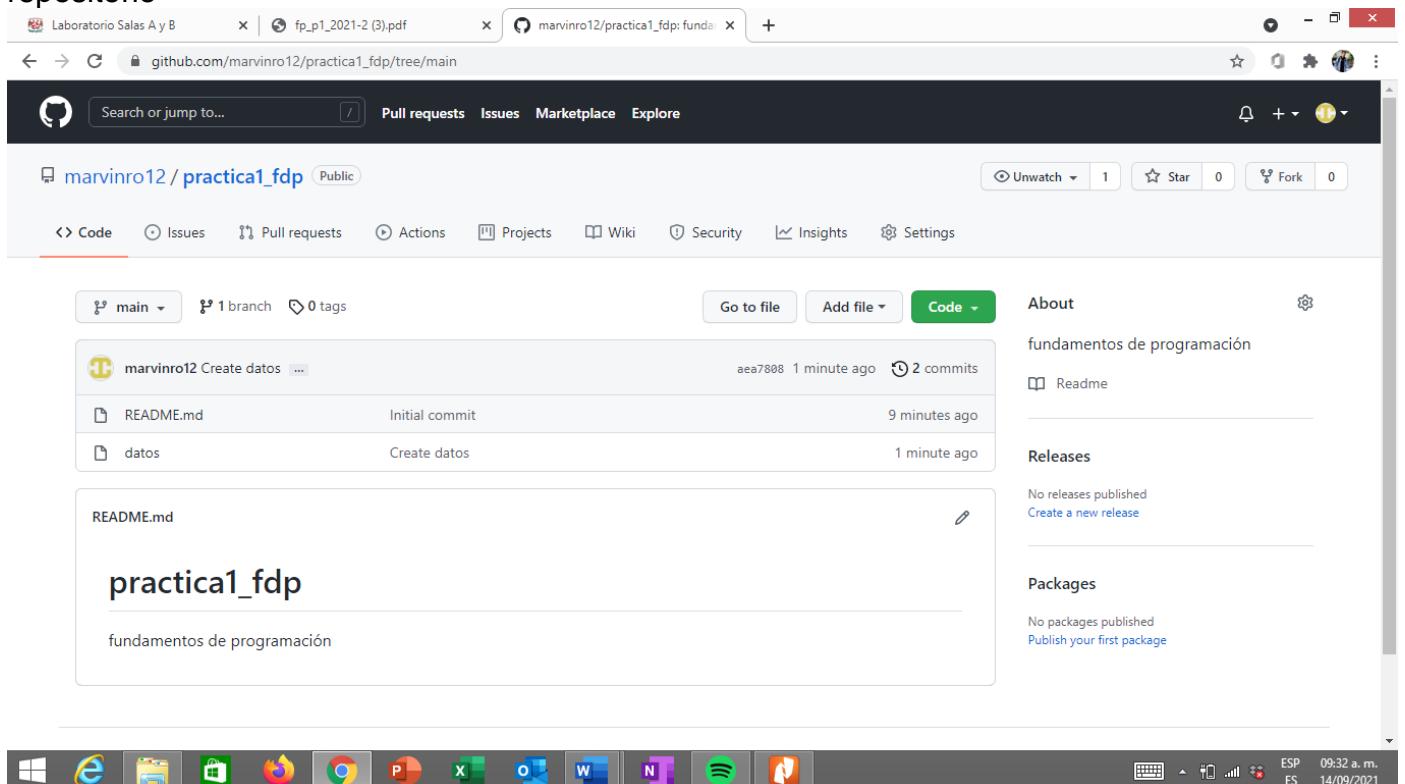 repositorio
Laboratorio Salas A y B
fp_p1_2021-2 (3).pdf
marvinro12/practica1_fdp: funda
github.com/marvinro12/practica1_fdp/tree/main
Search or jump to... /
Pull requests Issues Marketplace Explore
marvinro12 / practica1_fdp Public
Unwatch 1 Star 0 Fork 0
<> Code Issues Pull requests Actions Projects Wiki Security Insights Settings
main 1 branch 0 tags
Go to file Add file Code
marvinro12 Create datos ...
aea7808 1 minute ago 2 commits
README.md Initial commit 9 minutes ago
datos Create datos 1 minute ago
README.md
practica1_fdp
fundamentos de programación
About
fundamentos de programación
Readme
Releases
No releases published
Create a new release
Packages
No packages published
Publish your first package
ESP 09:32 a. m.
ES 14/09/2021